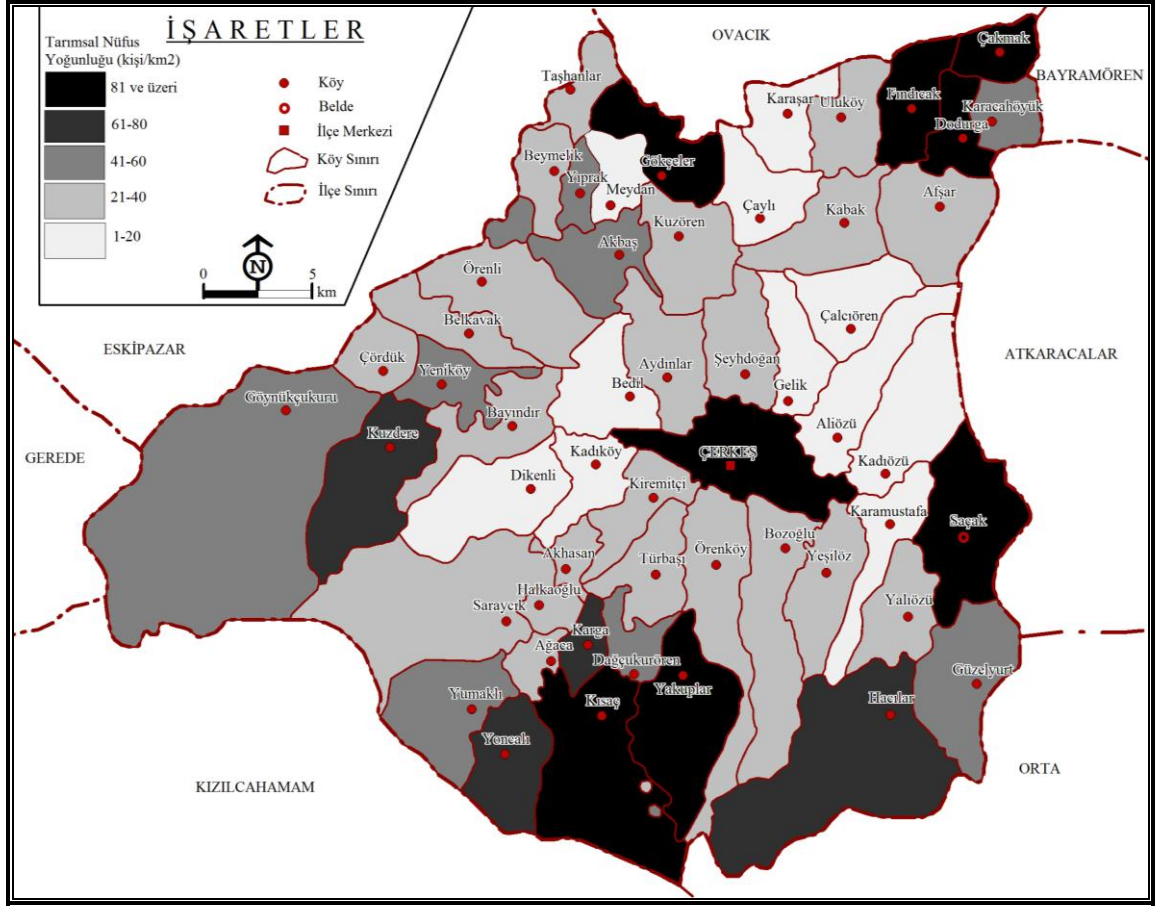 İŞARETLER
Tarımsal Nüfus
Yoğunluğu (kişi/km2)
81 ve üzeri
61-80
41-60
21-40
1-20
Köy
Belde
İlçe Merkezi
Köy Sınırı
İlçe Sınırı
N
0 5
km
OVACIK
BAYRAMÖREN
ESKİPAZAR
ATKARACALAR
GEREDE
KIZILCAHAMAM
ORTA
Çakmak
Taşhanlar
Karaşar
Uluköy
Fındıcak
Karacahöyük
Dodurga
Beymelik
Yıprak
Meydan
Gökçeler
Çaylı
Kabak
Afşar
Kuzören
Akbaş
Örenli
Belkavak
Çalcıören
Çördük
Yeniköy
Aydınlar
Şeyhdoğan
Bedil
Gelik
Göynükçukuru
Bayındır
Kuzdere
Aliözü
ÇERKEŞ
Kadıköy
Kadıözü
Dikenli
Kiremitçi
Karamustafa
Saçak
Bozoğlu
Akhasan
Türbaşı
Örenköy
Yeşilöz
Halkaoğlu
Saraycık
Yalıözü
Karga
Ağaca
Dağçukurören
Güzelyurt
Yumaklı
Kısaç
Yakuplar
Hacılar
Yoncalı